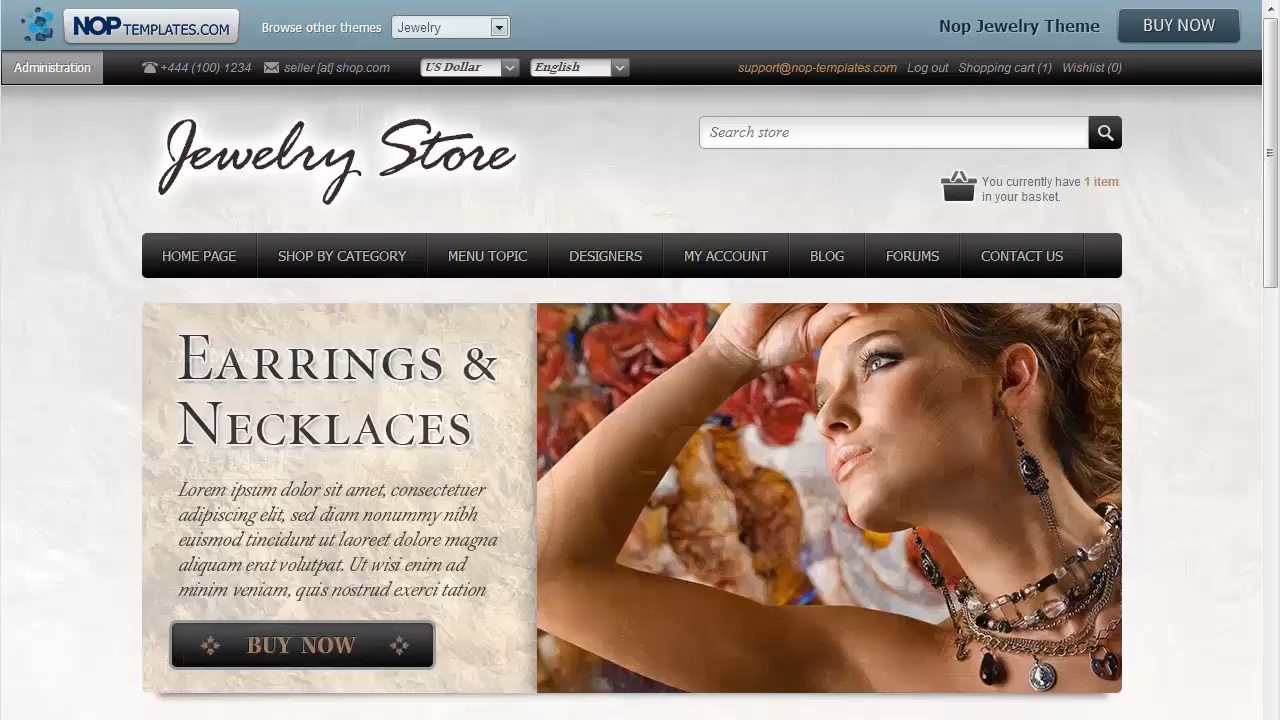 NOP TEMPLATES.COM
Browse other themes
Jewelry
Nop Jewelry Theme
BUY NOW
Administration
+444 (100) 1234
seller [at] shop.com
US Dollar
English
support@nop-templates.com
Log out
Shopping cart (1)
Wishlist (0)
Jewelry Store
Search store
You currently have 1 item
in your basket.
HOME PAGE
SHOP BY CATEGORY
MENU TOPIC
DESIGNERS
MY ACCOUNT
BLOG
FORUMS
CONTACT US
EARRINGS &
NECKLACES
Lorem ipsum dolor sit amet, consectetuer
adipiscing elit, sed diam nonummy nibh
euismod tincidunt ut laoreet dolore magna
aliquam erat volutpat. Ut wisi enim ad
minim veniam, quis nostrud exerci tation
BUY NOW